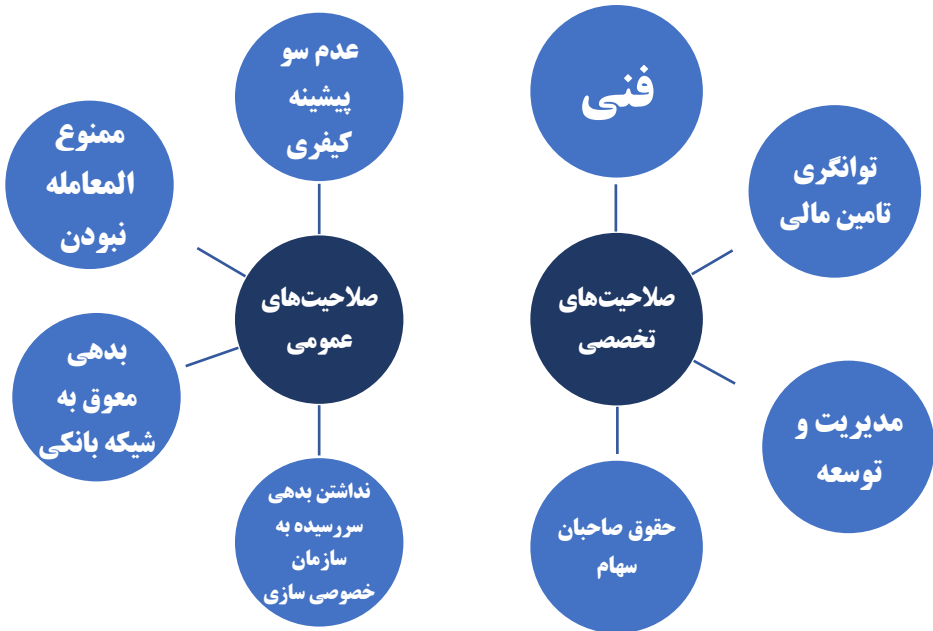 فنی
توانگری
تامین مالی
صلاحیت‌های
تخصصی
مدیریت و
توسعه
حقوق صاحبان
سهام
عدم سو
پیشینه
کیفری
ممنوع
المعامله
نبودن
صلاحیت‌های
عمومی
بدهی
معوق به
شیکه بانکی
نداشتن بدهی
سررسیده به
سازمان
خصوصی سازی